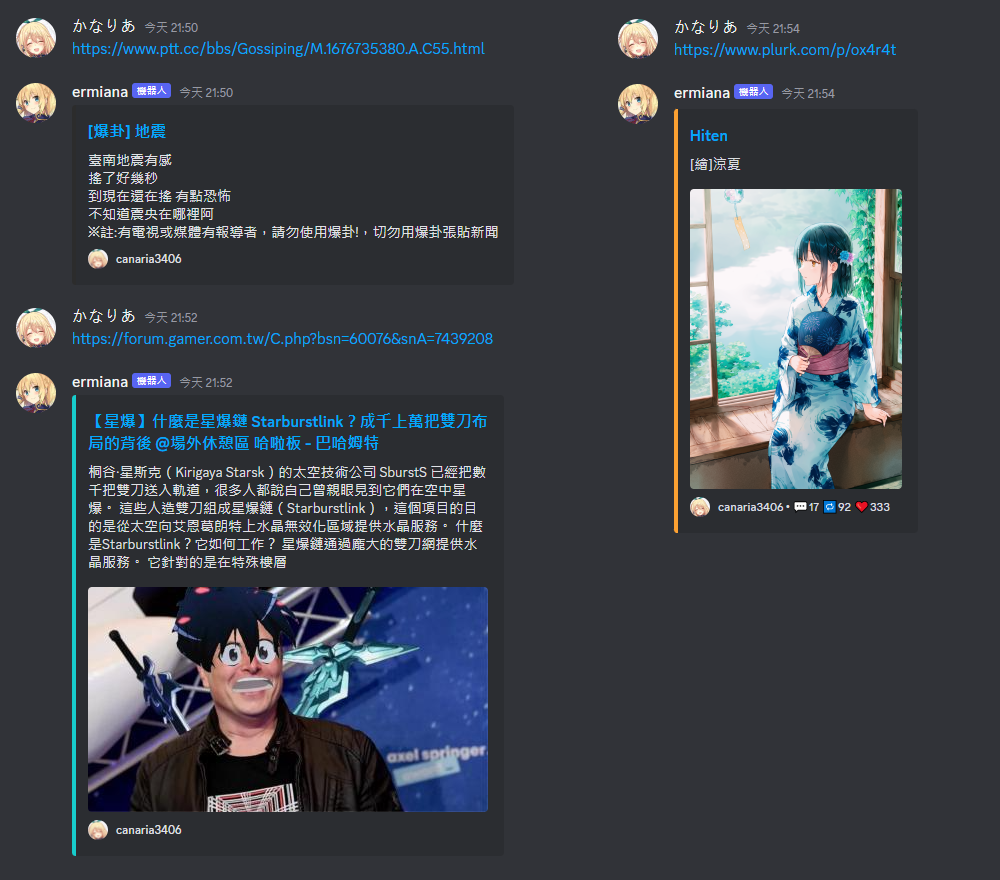 かなりあ 今天 21:50
https://www.ptt.cc/bbs/Gossiping/M.1676735380.A.C55.html
ermiana 機器人 今天 21:50
[爆卦] 地震
臺南地震有感
搖了好幾秒
到現在還在搖 有點恐怖
不知道震央在哪裡阿
※註:有電視或媒體有報導者，請勿使用爆卦!，切勿用爆卦張貼新聞
canaria3406
かなりあ 今天 21:52
https://forum.gamer.com.tw/C.php?bsn=60076&snA=7439208
ermiana 機器人 今天 21:52
【星爆】什麼是星爆鏈 Starburstlink？成千上萬把雙刀布
局的背後 @場外休憩區 哈啦板 - 巴哈姆特
桐谷·星斯克（Kirigaya Starsk）的太空技術公司 SburstS 已經把數
千把雙刀送入軌道，很多人都說自己曾親眼見到它們在空中星
爆。 這些人造雙刀組成星爆鏈（Starburstlink），這個項目的目
的是從太空向艾恩葛朗特上水晶無效化區域提供水晶服務。 什麼
是Starburstlink？它如何工作？ 星爆鏈通過龐大的雙刀網提供水
晶服務。 它針對的是在特殊樓層
axel springer
canaria3406
かなりあ 今天 21:54
https://www.plurk.com/p/ox4r4t
ermiana 機器人 今天 21:54
Hiten
[繪]涼夏
canaria3406 • 💬17 🔁92 ❤️333